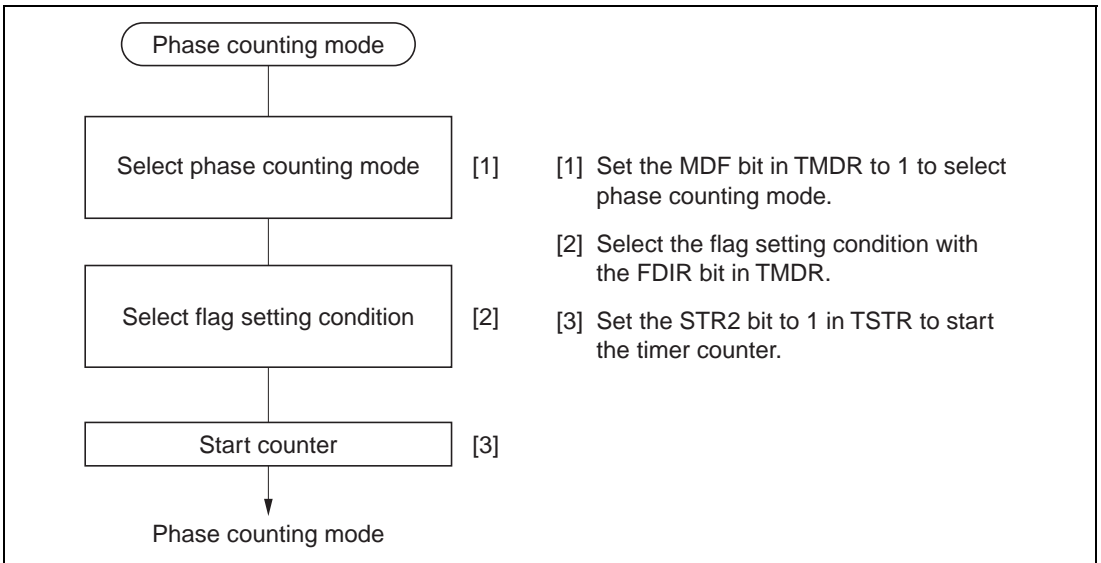 Phase counting mode
Select phase counting mode [1]
[1] Set the MDF bit in TMDR to 1 to select
phase counting mode.
[2] Select the flag setting condition with
the FDIR bit in TMDR.
Select flag setting condition [2]
[3] Set the STR2 bit to 1 in TSTR to start
the timer counter.
Start counter [3]
Phase counting mode